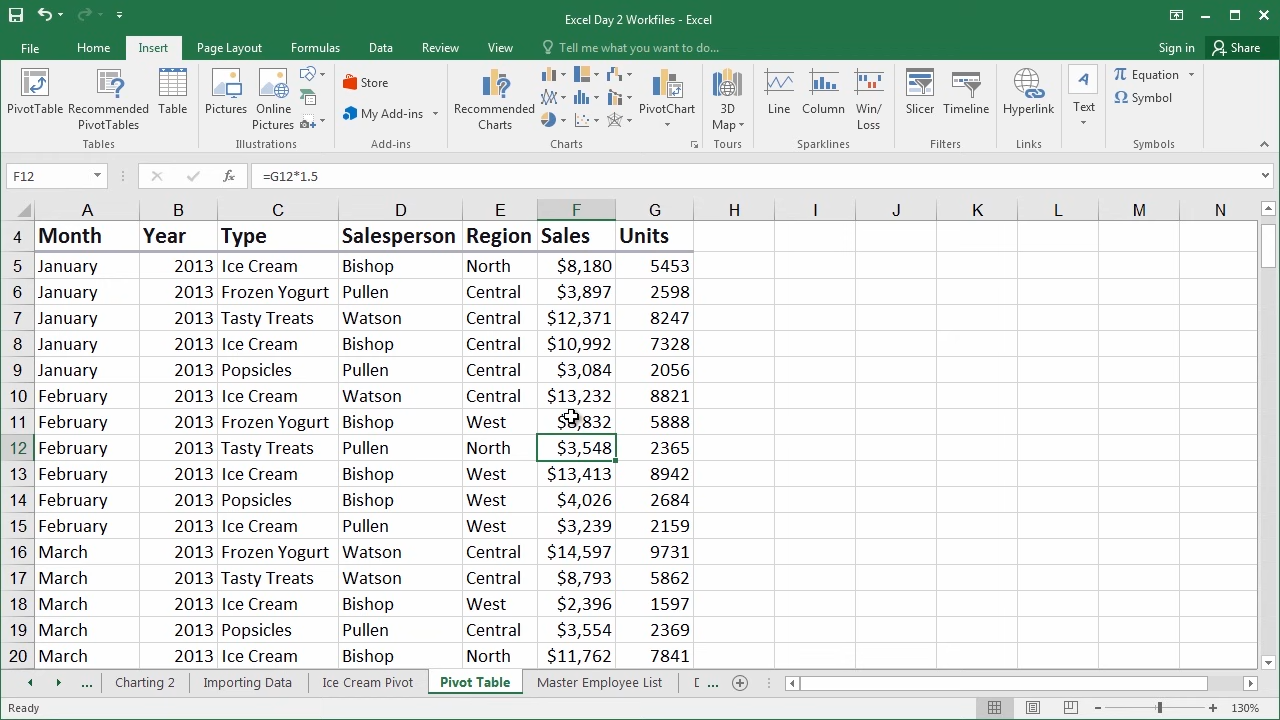 Excel Day 2 Workfiles - Excel
File Home Insert Page Layout Formulas Data Review View Tell me what you want to do... Sign in Share
PivotTable Recommended PivotTables Table Pictures Online Pictures Store My Add-ins Recommended Charts PivotChart 3D Map Line Column Win/Loss Slicer Timeline Hyperlink A Text π Equation Ω Symbol
Tables Illustrations Add-ins Charts Tours Sparklines Filters Links Symbols
F12 fx =G12*1.5
A B C D E F G H I J K L M N
4 Month Year Type Salesperson Region Sales Units
5 January 2013 Ice Cream Bishop North $8,180 5453
6 January 2013 Frozen Yogurt Pullen Central $3,897 2598
7 January 2013 Tasty Treats Watson Central $12,371 8247
8 January 2013 Ice Cream Bishop Central $10,992 7328
9 January 2013 Popsicles Pullen Central $3,084 2056
10 February 2013 Ice Cream Watson Central $13,232 8821
11 February 2013 Frozen Yogurt Bishop West 5888
12 February 2013 Tasty Treats Pullen North $3,548 2365
13 February 2013 Ice Cream Bishop West $13,413 8942
14 February 2013 Popsicles Bishop West $4,026 2684
15 February 2013 Ice Cream Pullen West $3,239 2159
16 March 2013 Frozen Yogurt Watson Central $14,597 9731
17 March 2013 Tasty Treats Watson Central $8,793 5862
18 March 2013 Ice Cream Bishop West $2,396 1597
19 March 2013 Popsicles Pullen Central $3,554 2369
20 March 2013 Ice Cream Bishop North $11,762 7841
... Charting 2 Importing Data Ice Cream Pivot Pivot Table Master Employee List ...
Ready 130%